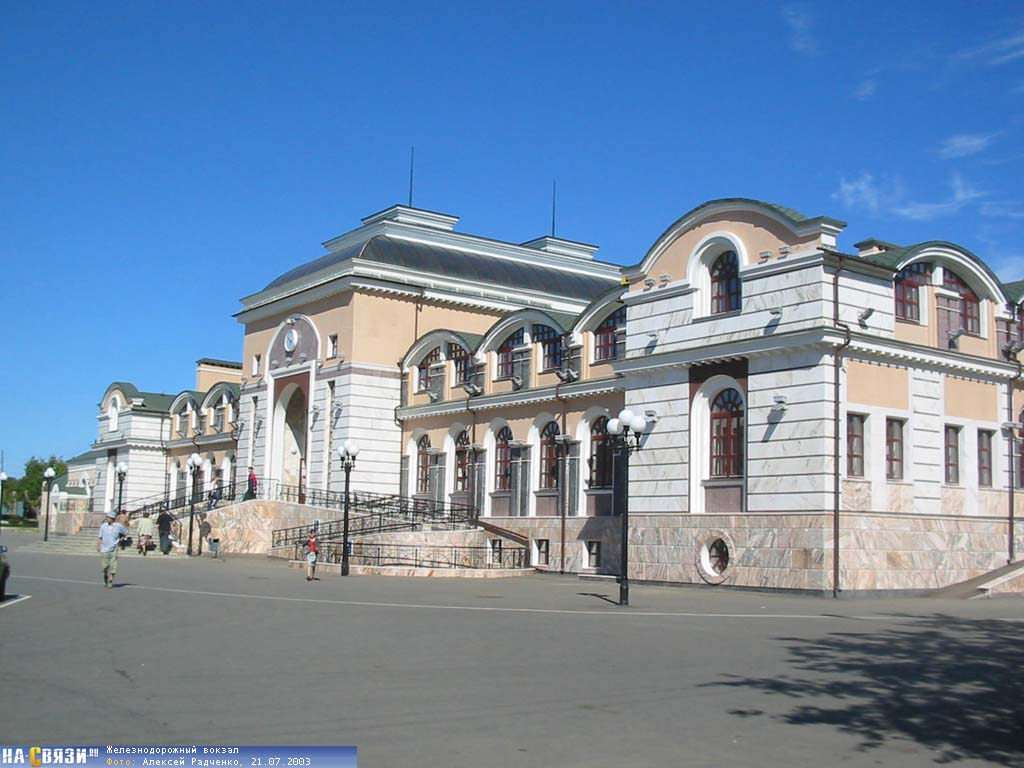 НА-СВЯЗИ.RU
Железнодорожный вокзал
Фото: Алексей Радченко, 21.07.2003